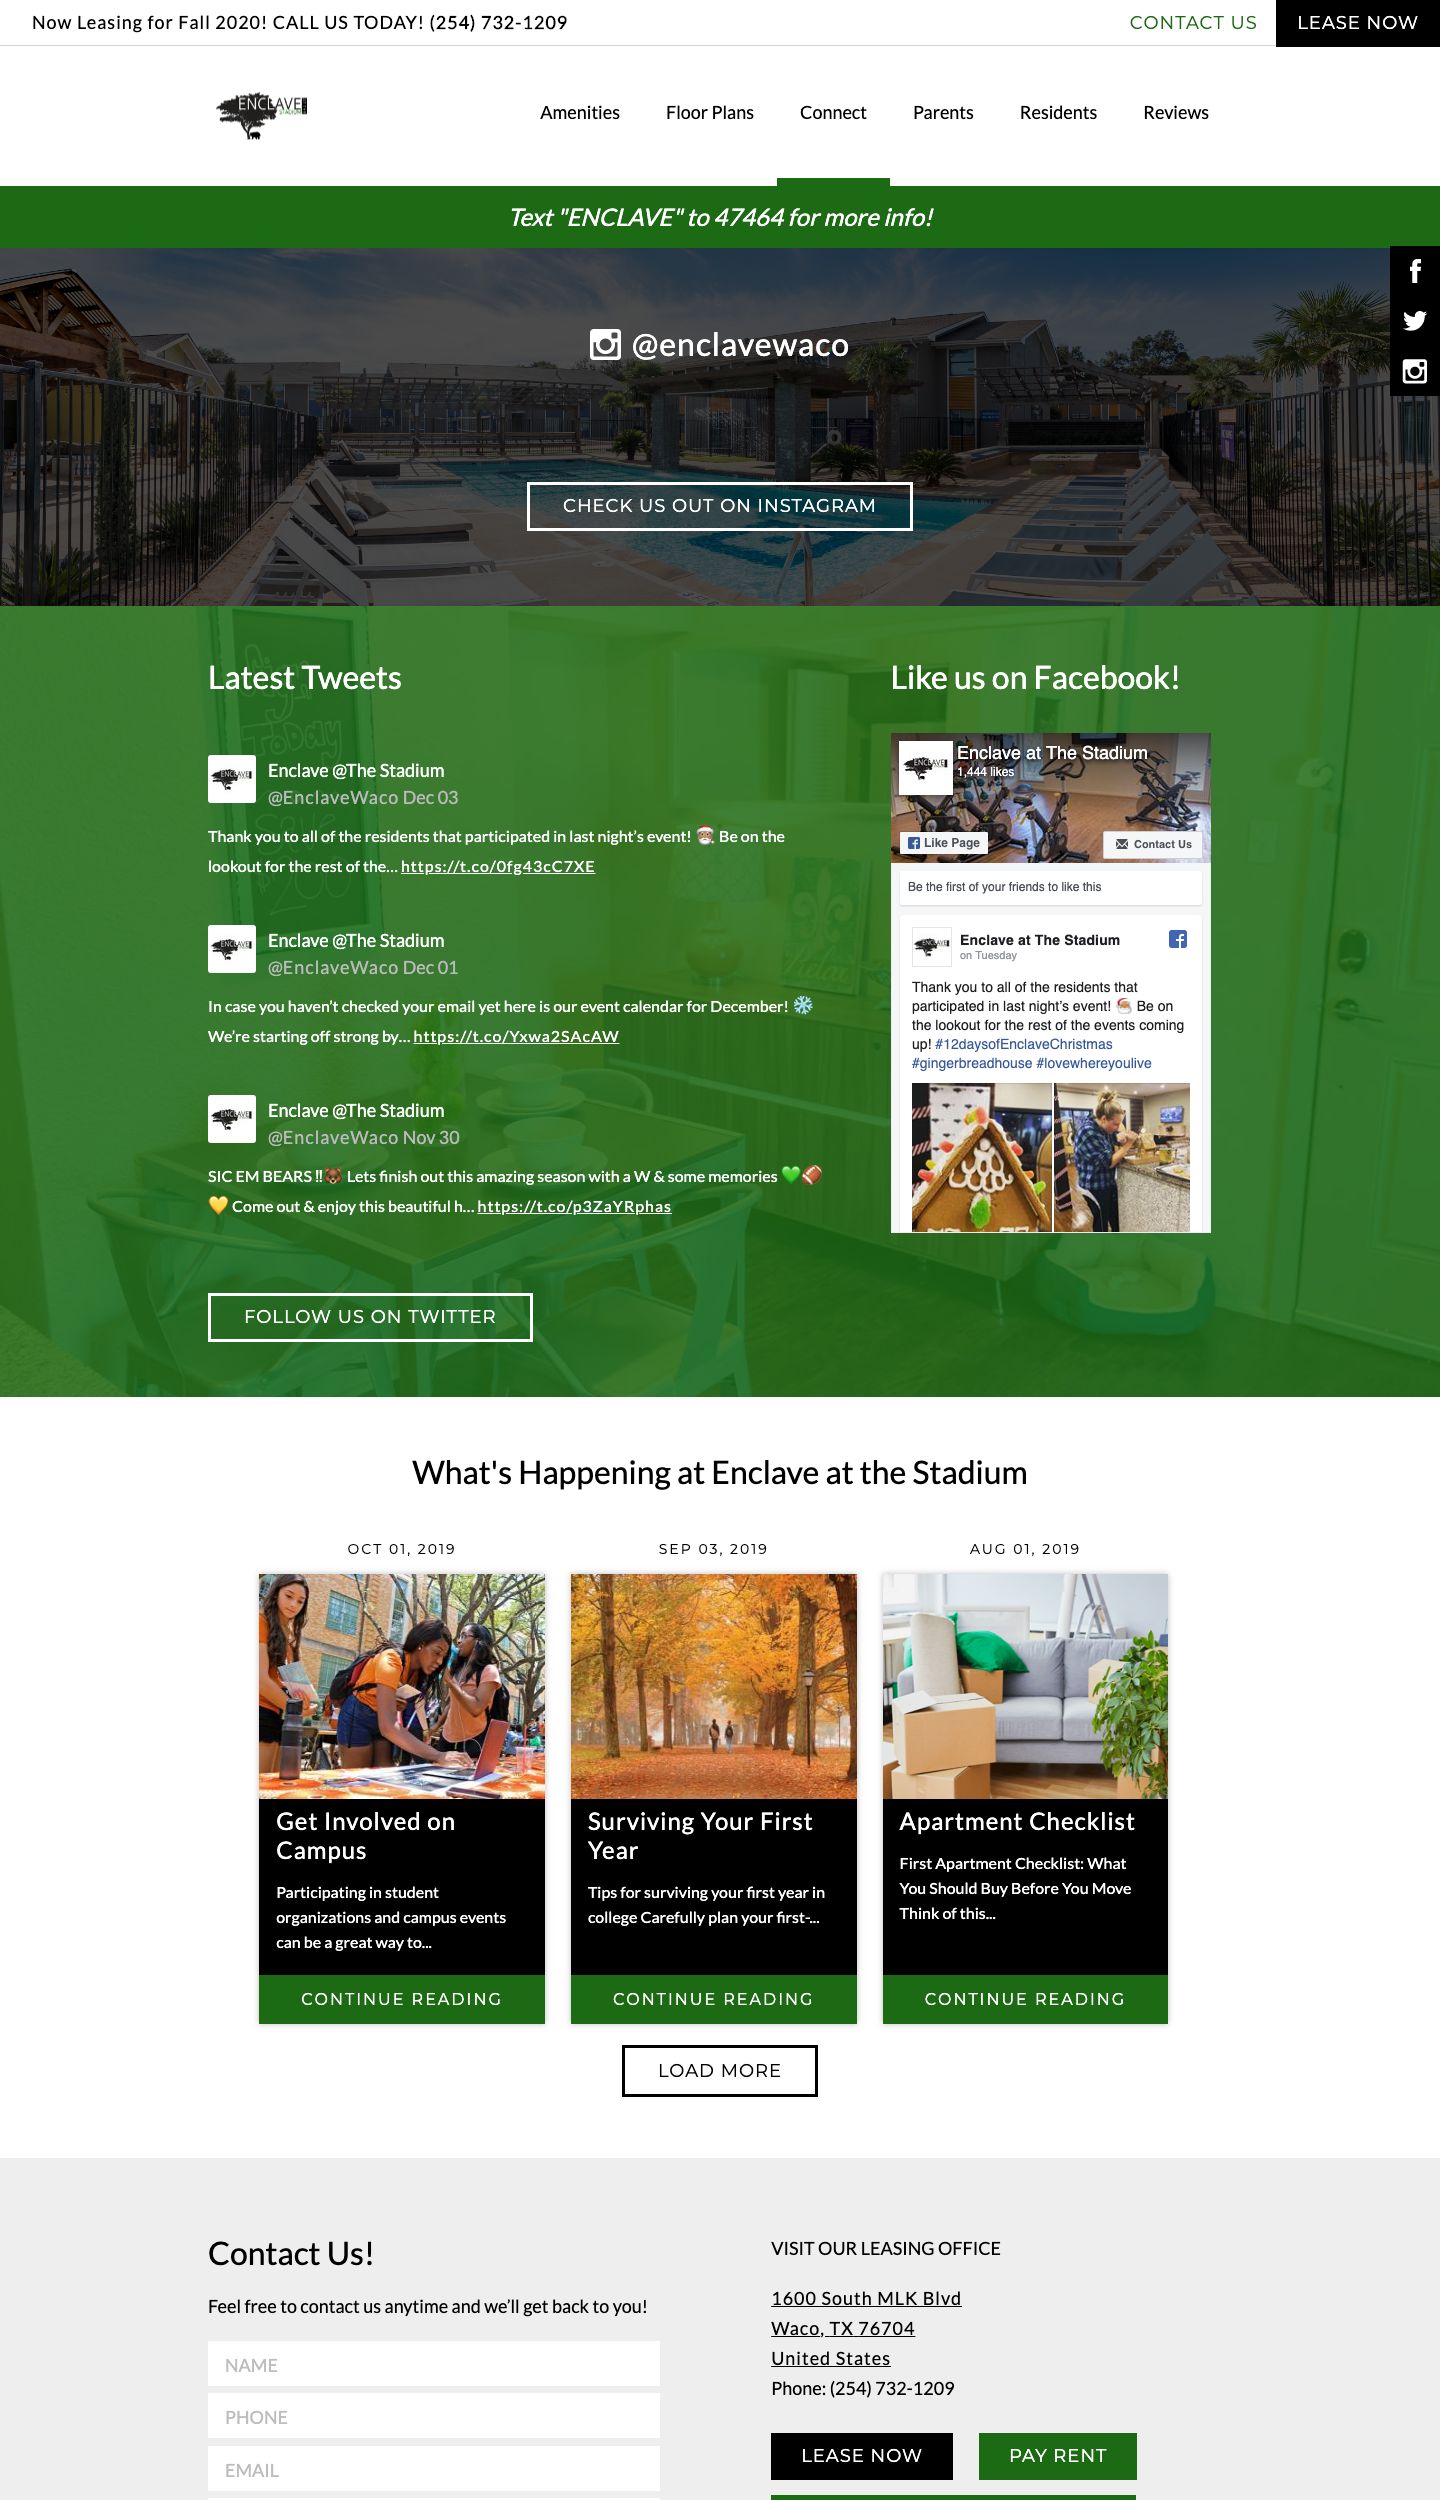 Now Leasing for Fall 2020! CALL US TODAY! (254) 732-1209
CONTACT US
LEASE NOW
ENCLAVE
STADIUM
Amenities
Floor Plans
Connect
Parents
Residents
Reviews
Text "ENCLAVE" to 47464 for more info!
@enclavewaco
CHECK US OUT ON INSTAGRAM
Latest Tweets
Enclave @The Stadium
@EnclaveWaco Dec 03
Thank you to all of the residents that participated in last night’s event! 🎅🏽 Be on the
lookout for the rest of the… https://t.co/0fg43cC7XE
Enclave @The Stadium
@EnclaveWaco Dec 01
In case you haven’t checked your email yet here is our event calendar for December! ❄️
We’re starting off strong by… https://t.co/Yxwa2SAcAW
Enclave @The Stadium
@EnclaveWaco Nov 30
SIC EM BEARS ‼️🐻 Lets finish out this amazing season with a W & some memories 💚🏈
💛 Come out & enjoy this beautiful h… https://t.co/p3ZaYRphas
FOLLOW US ON TWITTER
Like us on Facebook!
Enclave at The Stadium
1,444 likes
Like Page
Contact Us
Be the first of your friends to like this
Enclave at The Stadium
on Tuesday
Thank you to all of the residents that
participated in last night’s event! 🎅🏽 Be on
the lookout for the rest of the events coming
up! #12daysofEnclaveChristmas
#gingerbreadhouse #lovewhereyoulive
What's Happening at Enclave at the Stadium
OCT 01, 2019
SEP 03, 2019
AUG 01, 2019
Get Involved on
Campus
Participating in student
organizations and campus events
can be a great way to...
CONTINUE READING
Surviving Your First
Year
Tips for surviving your first year in
college Carefully plan your first-...
CONTINUE READING
Apartment Checklist
First Apartment Checklist: What
You Should Buy Before You Move
Think of this...
CONTINUE READING
LOAD MORE
Contact Us!
Feel free to contact us anytime and we’ll get back to you!
NAME
PHONE
EMAIL
VISIT OUR LEASING OFFICE
1600 South MLK Blvd
Waco, TX 76704
United States
Phone: (254) 732-1209
LEASE NOW
PAY RENT